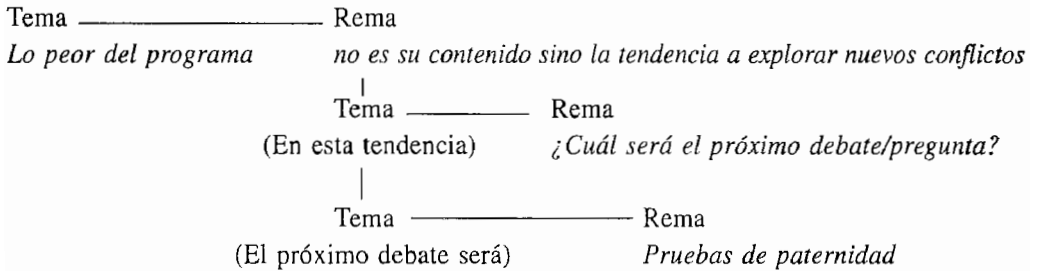 Tema Rema
Lo peor del programa no es su contenido sino la tendencia a explorar nuevos conflictos
Tema Rema
(En esta tendencia) ¿Cuál será el próximo debate/pregunta?
Tema Rema
(El próximo debate será) Pruebas de paternidad